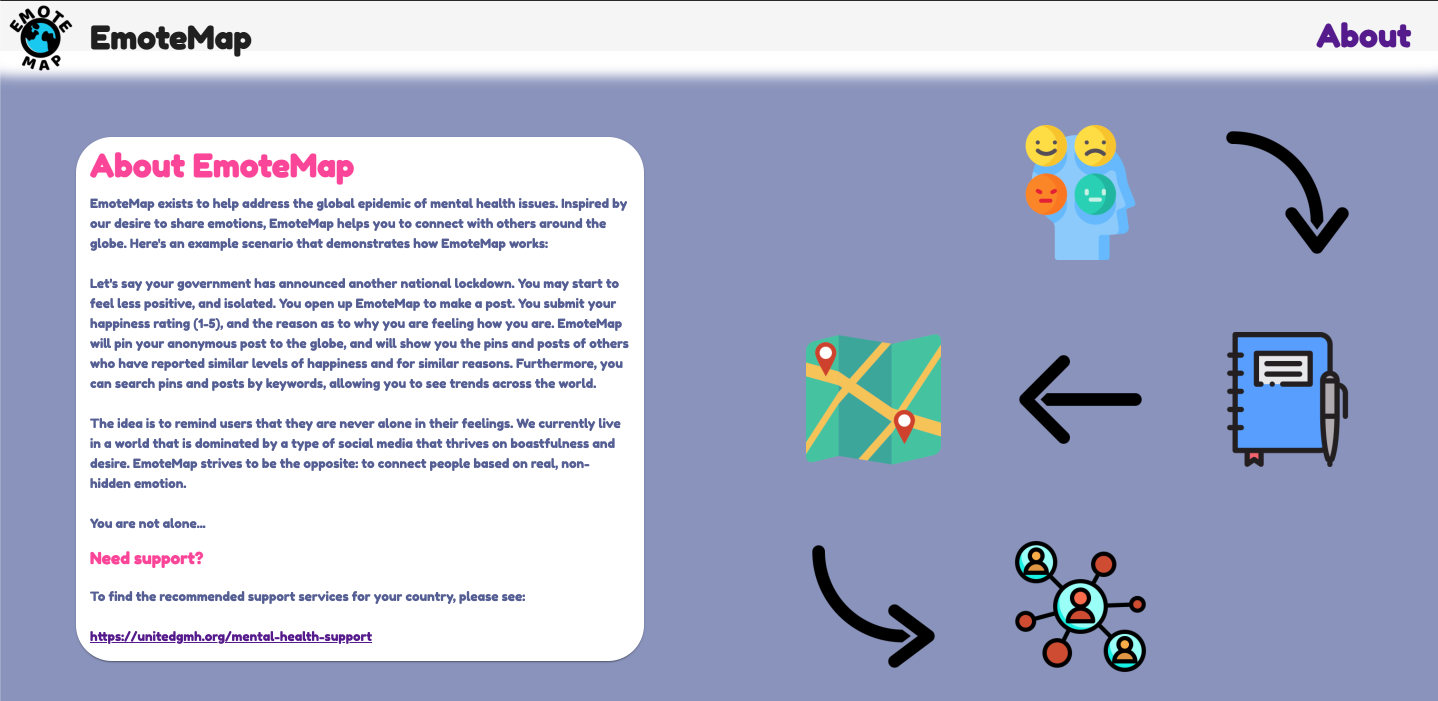 EMOTE
MAP
EmoteMap
About
About EmoteMap
EmoteMap exists to help address the global epidemic of mental health issues. Inspired by
our desire to share emotions, EmoteMap helps you to connect with others around the
globe. Here's an example scenario that demonstrates how EmoteMap works:
Let's say your government has announced another national lockdown. You may start to
feel less positive, and isolated. You open up EmoteMap to make a post. You submit your
happiness rating (1-5), and the reason as to why you are feeling how you are. EmoteMap
will pin your anonymous post to the globe, and will show you the pins and posts of others
who have reported similar levels of happiness and for similar reasons. Furthermore, you
can search pins and posts by keywords, allowing you to see trends across the world.
The idea is to remind users that they are never alone in their feelings. We currently live
in a world that is dominated by a type of social media that thrives on boastfulness and
desire. EmoteMap strives to be the opposite: to connect people based on real, non-
hidden emotion.
You are not alone...
Need support?
To find the recommended support services for your country, please see:
https://unitedgmh.org/mental-health-support